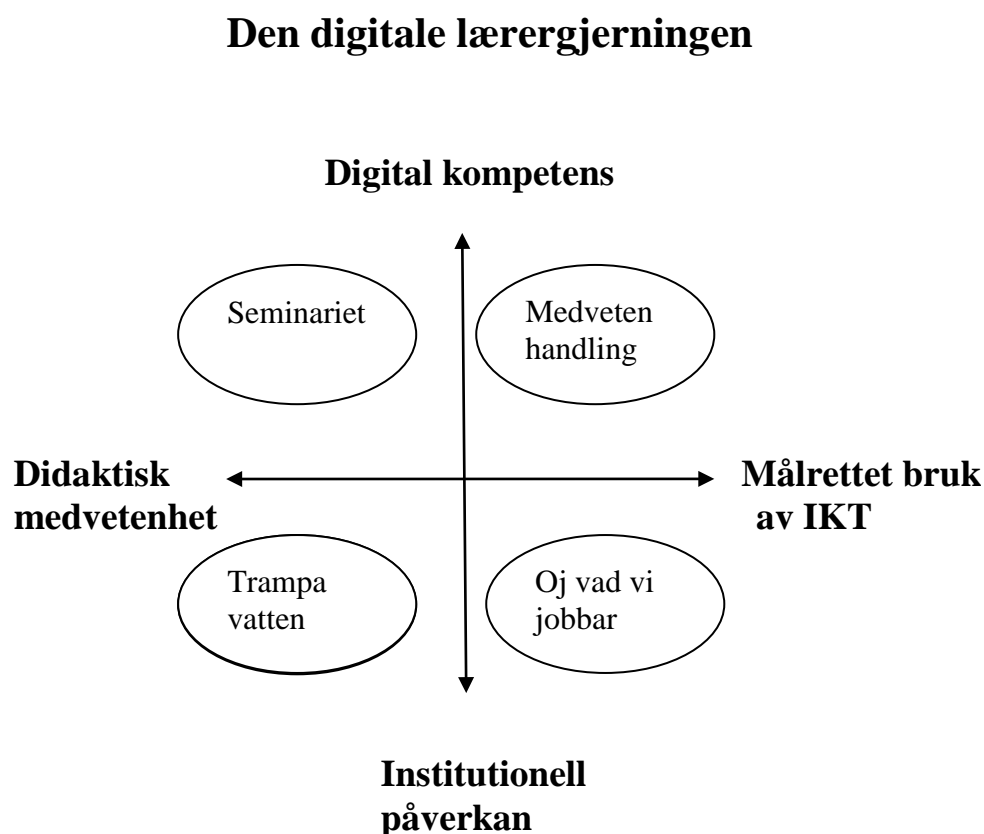 Den digitale lærergjerningen
Digital kompetens
Seminariet
Medveten
handling
Didaktisk
medvetenhet
Målrettet bruk
av IKT
Trampa
vatten
Oj vad vi
jobbar
Institutionell
påverkan